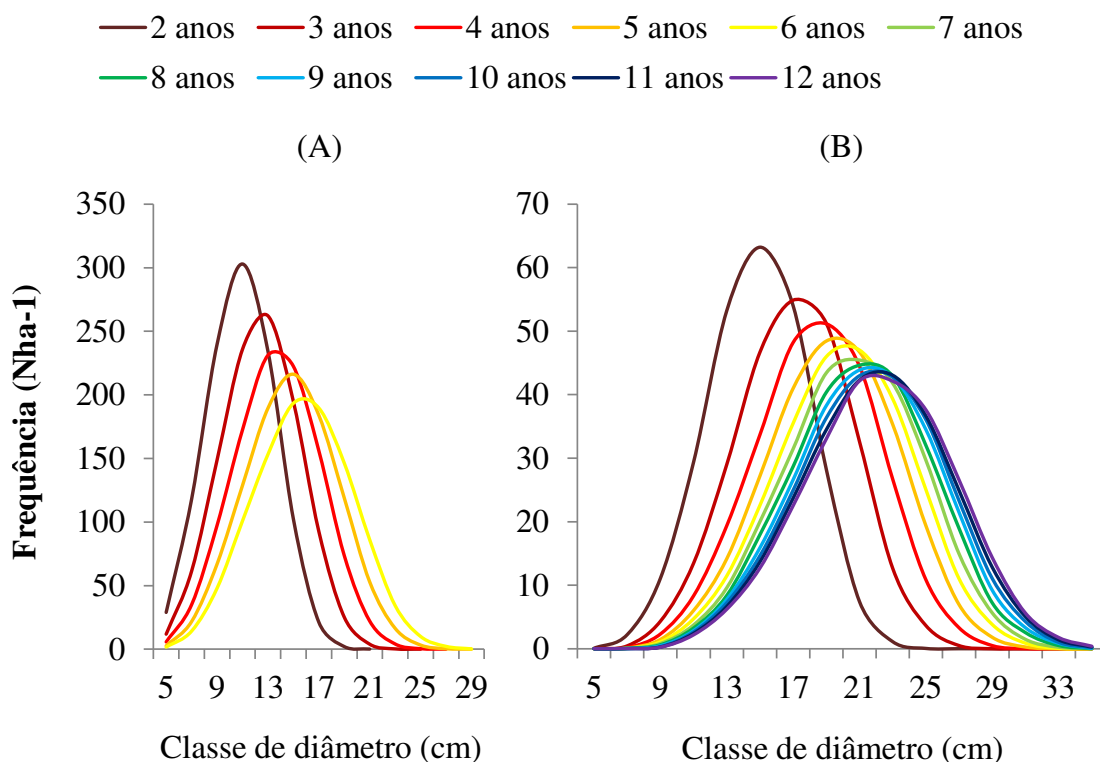 2 anos 3 anos 4 anos 5 anos 6 anos 7 anos
8 anos 9 anos 10 anos 11 anos 12 anos
(A) (B)
Frequência (Nha-1)
350
300
250
200
150
100
50
0
5 9 13 17 21 25 29
Classe de diâmetro (cm)
70
60
50
40
30
20
10
0
5 9 13 17 21 25 29 33
Classe de diâmetro (cm)